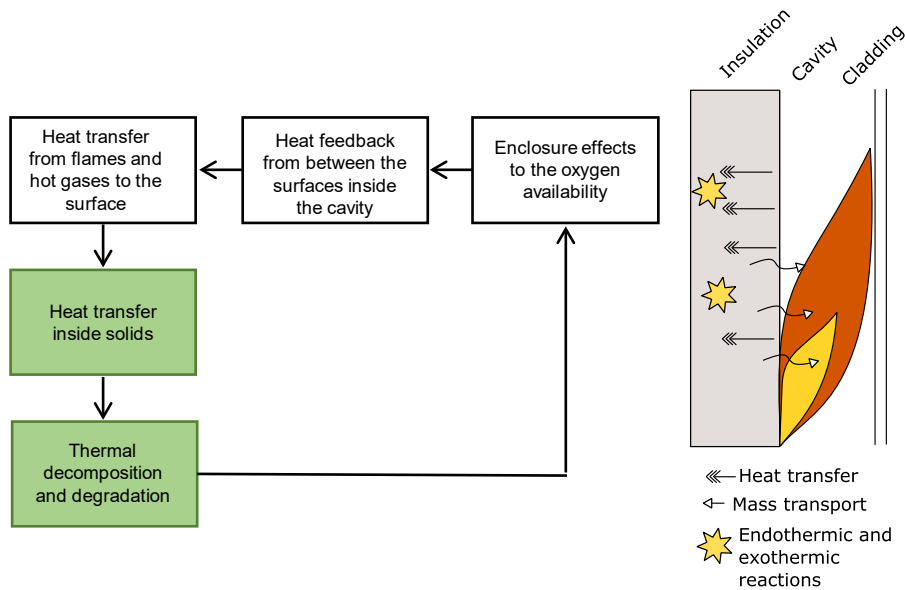 Heat transfer
from flames and
hot gases to the
surface
Heat feedback
from between the
surfaces inside
the cavity
Enclosure effects
to the oxygen
availability
Heat transfer
inside solids
Thermal
decomposition
and degradation
Insulation
Cavity
Cladding
Heat transfer
Mass transport
Endothermic and
exothermic
reactions